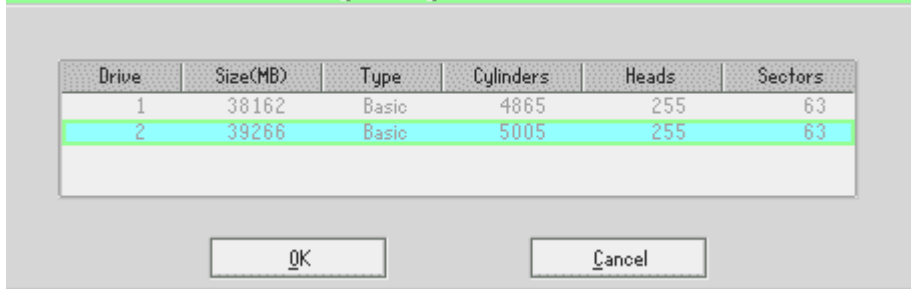 Drive Size(MB) Type Cylinders Heads Sectors
1 38162 Basic 4865 255 63
2 39266 Basic 5005 255 63
OK Cancel